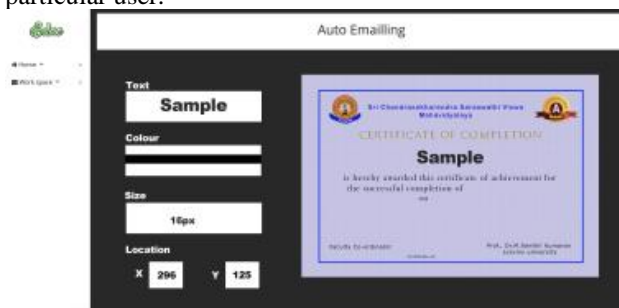 particular user.
Auto Emailling
Home
Work space
Text
Sample
Colour
Size
16px
Location
X 296 Y 125
Sri Chandrasekharendra Saraswathi Viswa
Mahavidyalaya
CERTIFICATE OF COMPLETION
Sample
is hereby awarded this certificate of achievement for
the successful completion of
on
Faculty Co-ordinator